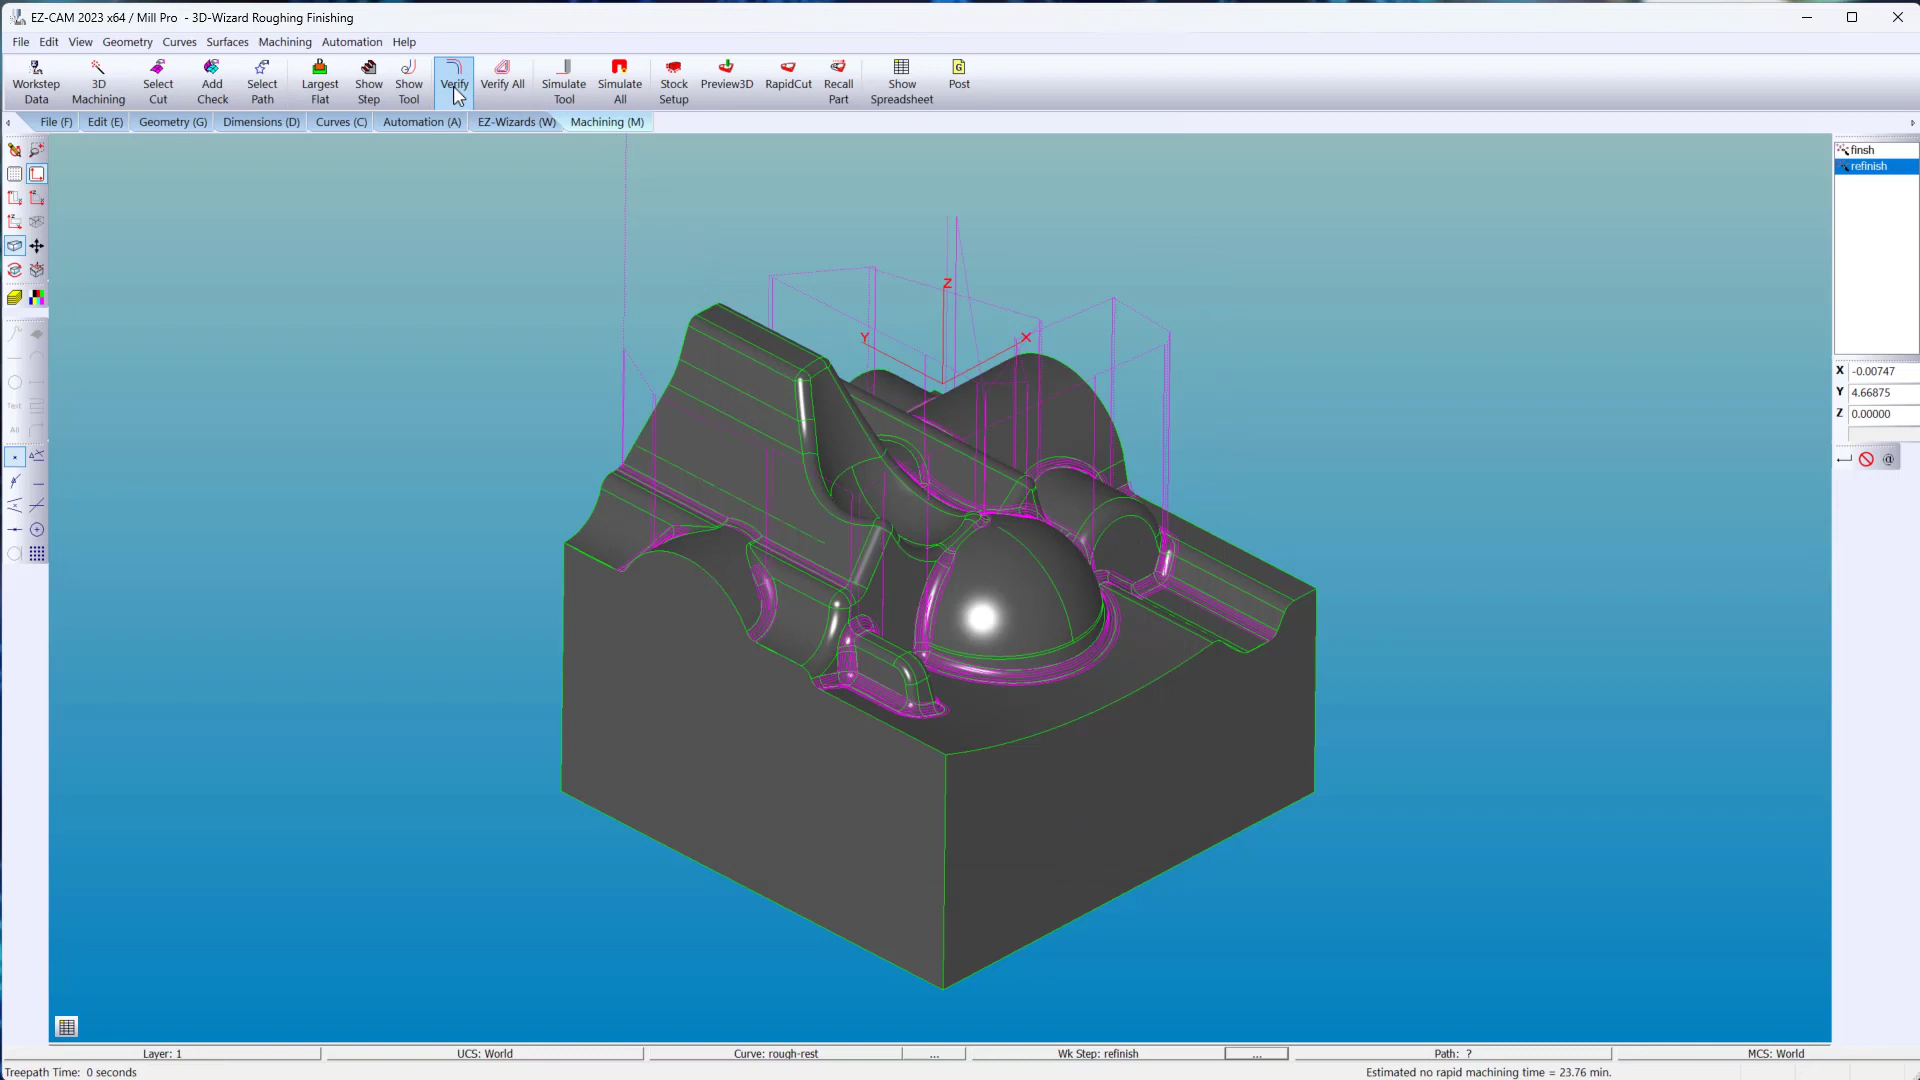 EZ-CAM 2023 x64 / Mill Pro - 3D-Wizard Roughing Finishing
File Edit View Geometry Curves Surfaces Machining Automation Help
Workstep Data
3D Machining
Select Cut
Add Check
Select Path
Largest Flat
Show Step
Show Tool
Verify
Verify All
Simulate Tool
Simulate All
Stock Setup
Preview3D
RapidCut
Recall Part
Show Spreadsheet
Post
File (F) Edit (E) Geometry (G) Dimensions (D) Curves (C) Automation (A) EZ-Wizards (W) Machining (M)
finsh
refinish
Z
Y
X
X -0.00747
Y 4.66875
Z 0.00000
Text
All
@
Layer: 1 UCS: World Curve: rough-rest ... Wk Step: refinish ... Path: ? MCS: World
Treepath Time: 0 seconds Estimated no rapid machining time = 23.76 min.